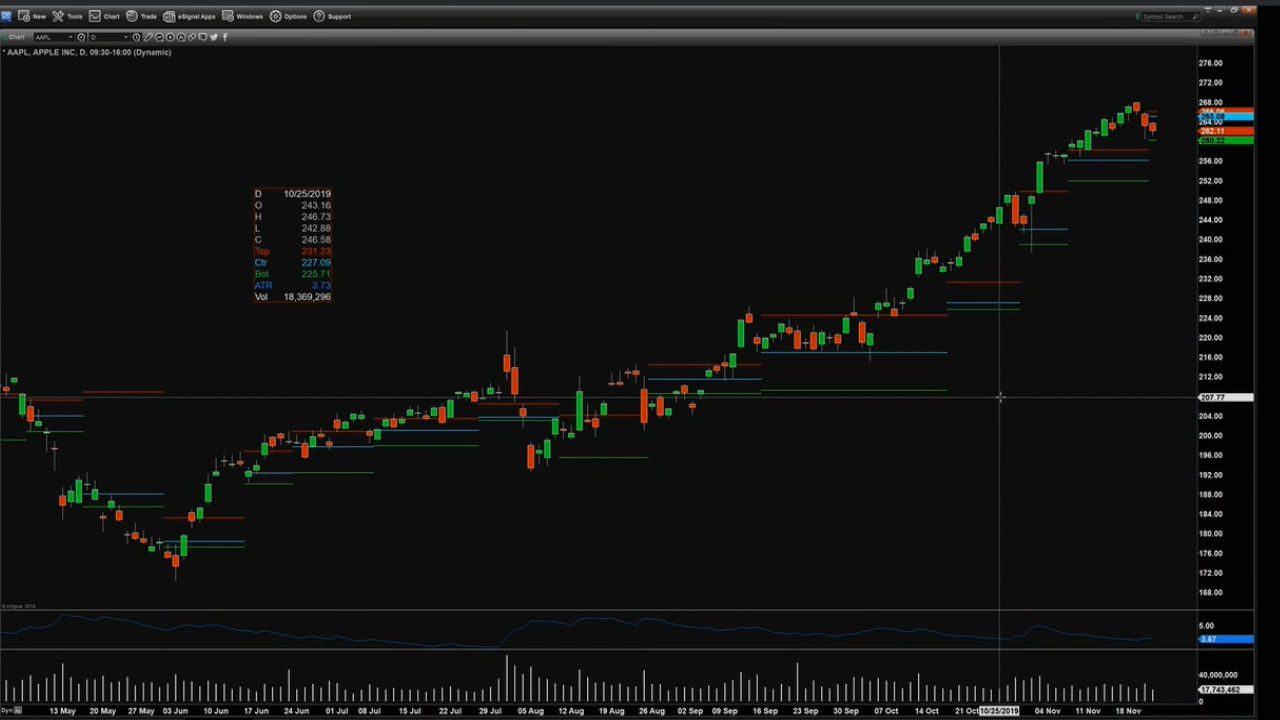 New Tools Chart Trade eSignal Apps Windows Options Support Symbol Search
Chart AAPL D
* AAPL, APPLE INC, D, 09:30-16:00 (Dynamic)
276.00
272.00
268.00
265.08
264.00
262.11
260.22
256.00
252.00
248.00
244.00
240.00
236.00
232.00
228.00
224.00
220.00
216.00
212.00
207.77
204.00
200.00
196.00
192.00
188.00
184.00
180.00
176.00
172.00
168.00
D 10/25/2019
O 243.16
H 246.73
L 242.88
C 246.58
Top 231.23
Ctr 227.09
Bot 225.71
ATR 3.73
Vol 18,369,296
© eSignal, 2019
5.00
3.67
40,000,000
17,743,462
0
Dyn 13 May 20 May 27 May 03 Jun 10 Jun 17 Jun 24 Jun 01 Jul 08 Jul 15 Jul 22 Jul 29 Jul 05 Aug 12 Aug 19 Aug 26 Aug 02 Sep 09 Sep 16 Sep 23 Sep 30 Sep 07 Oct 14 Oct 21 Oct 10/25/2019 04 Nov 11 Nov 18 Nov